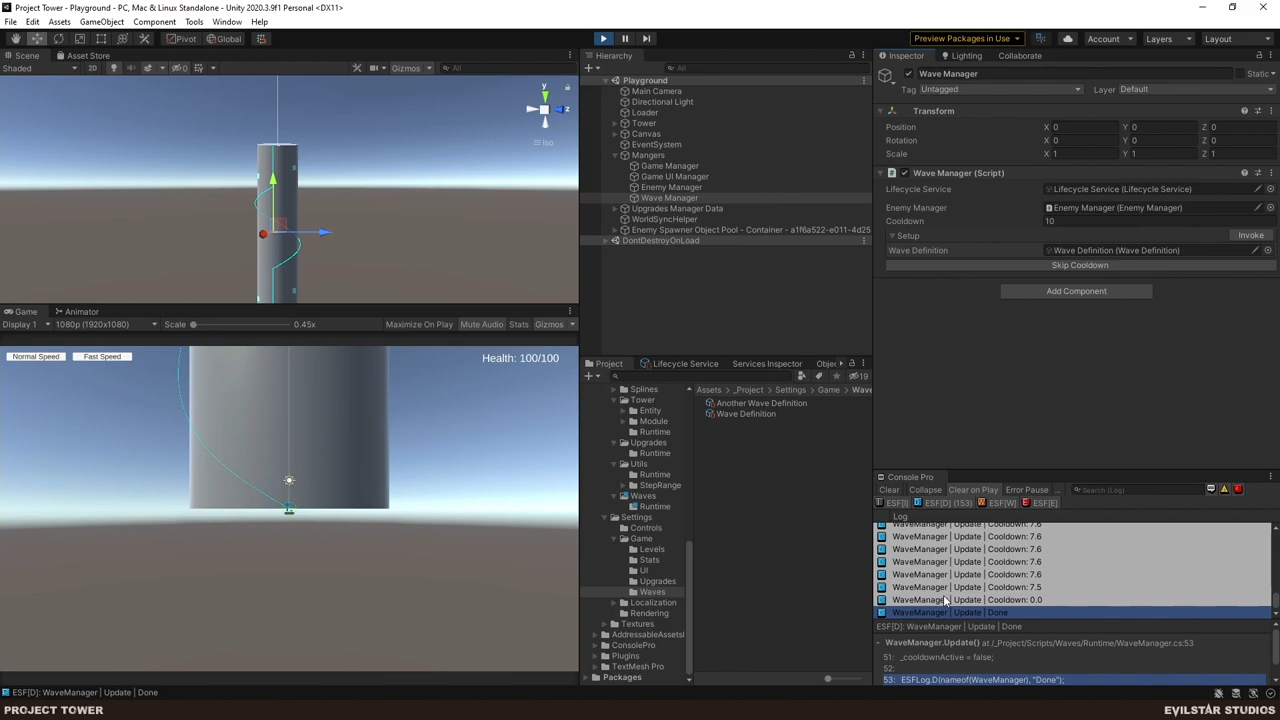 Project Tower - Playground - PC, Mac & Linux Standalone - Unity 2020.3.9f1 Personal <DX11>
File Edit Assets GameObject Component Tools Window Help
Pivot Global Preview Packages in Use Account Layers Layout
Scene Asset Store
Shaded 2D 0 Gizmos All
y
z
Iso
Game Animator
Display 1 1080p (1920x1080) Scale 0.45x Maximize On Play Mute Audio Stats Gizmos
Normal Speed Fast Speed Health: 100/100
Hierarchy
All
Playground
Main Camera
Directional Light
Loader
Tower
Canvas
EventSystem
Mangers
Game Manager
Game UI Manager
Enemy Manager
Wave Manager
Upgrades Manager Data
WorldSyncHelper
Enemy Spawner Object Pool - Container - a1f6a522-e011-4d25
DontDestroyOnLoad
Project Lifecycle Service Services Inspector Objec
19
Splines
Tower
Entity
Module
Runtime
Upgrades
Runtime
Utils
Runtime
StepRange
Waves
Runtime
Settings
Controls
Game
Levels
Stats
UI
Upgrades
Waves
Localization
Rendering
Textures
AddressableAssetsI
ConsolePro
Plugins
TextMesh Pro
Packages
Assets Project Settings Game Wave
Another Wave Definition
Wave Definition
Inspector Lighting Collaborate
Wave Manager Static
Tag Untagged Layer Default
Transform
Position X 0 Y 0 Z 0
Rotation X 0 Y 0 Z 0
Scale X 1 Y 1 Z 1
Wave Manager (Script)
Lifecycle Service Lifecycle Service (Lifecycle Service)
Enemy Manager Enemy Manager (Enemy Manager)
Cooldown 10
Setup Invoke
Wave Definition Wave Definition (Wave Definition)
Skip Cooldown
Add Component
Console Pro
Clear Collapse Clear on Play Error Pause ... Search (Log)
ESF[I] ESF[D] (153) ESF[W] ESF[E]
Log
WaveManager | Update | Cooldown: 7.6
WaveManager | Update | Cooldown: 7.6
WaveManager | Update | Cooldown: 7.6
WaveManager | Update | Cooldown: 7.6
WaveManager | Update | Cooldown: 7.6
WaveManager | Update | Cooldown: 7.5
WaveManager | Update | Cooldown: 0.0
WaveManager | Update | Done
ESF[D]: WaveManager | Update | Done
WaveManager.Update() at /_Project/Scripts/Waves/Runtime/WaveManager.cs:53
51: _cooldownActive = false;
52:
53: ESFLog.D(nameof(WaveManager), "Done");
ESF[D]: WaveManager | Update | Done
PROJECT TOWER EVILSTAR STUDIOS